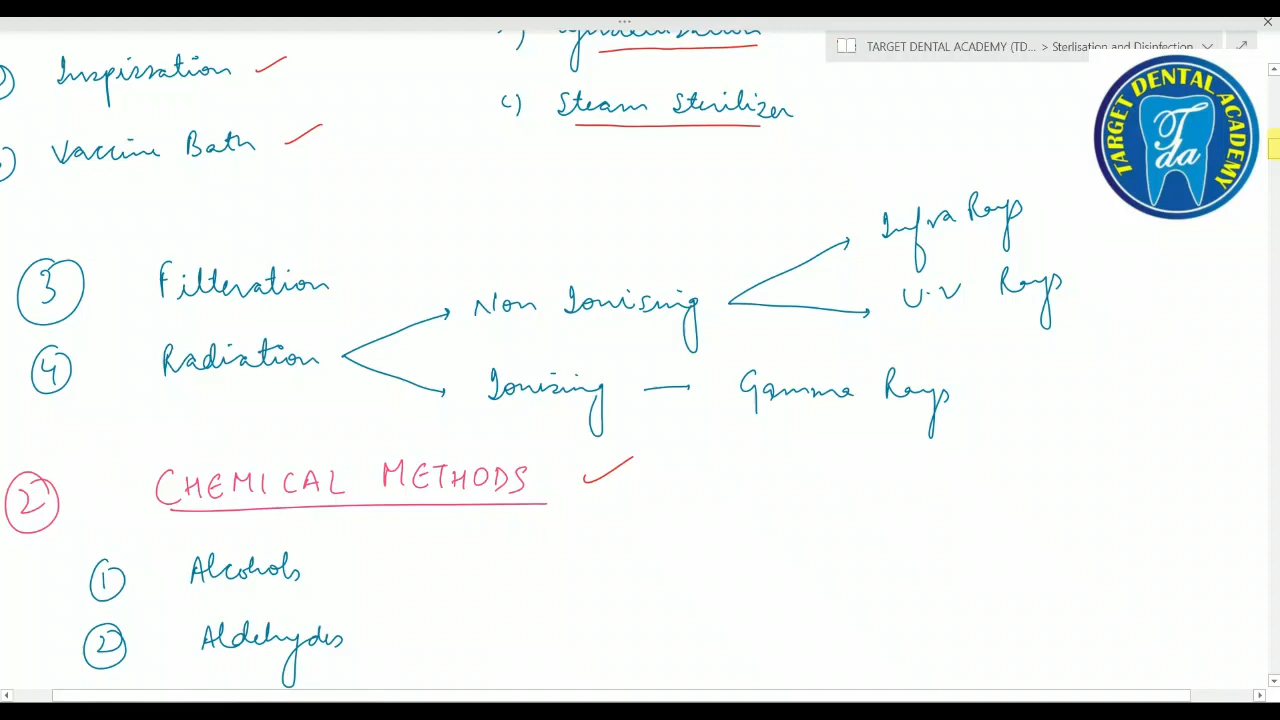 TARGET DENTAL ACADEMY (TD... > Sterlisation and Disinfection
TARGET DENTAL ACADEMY
Tda
Inspissation
c) Steam Sterilizer
Vaccine Bath
Infra Rays
3 Filteration
Non Ionising
U.V Rays
4 Radiation
Ionising — Gamma Rays
2 CHEMICAL METHODS
1 Alcohols
2 Aldehydes